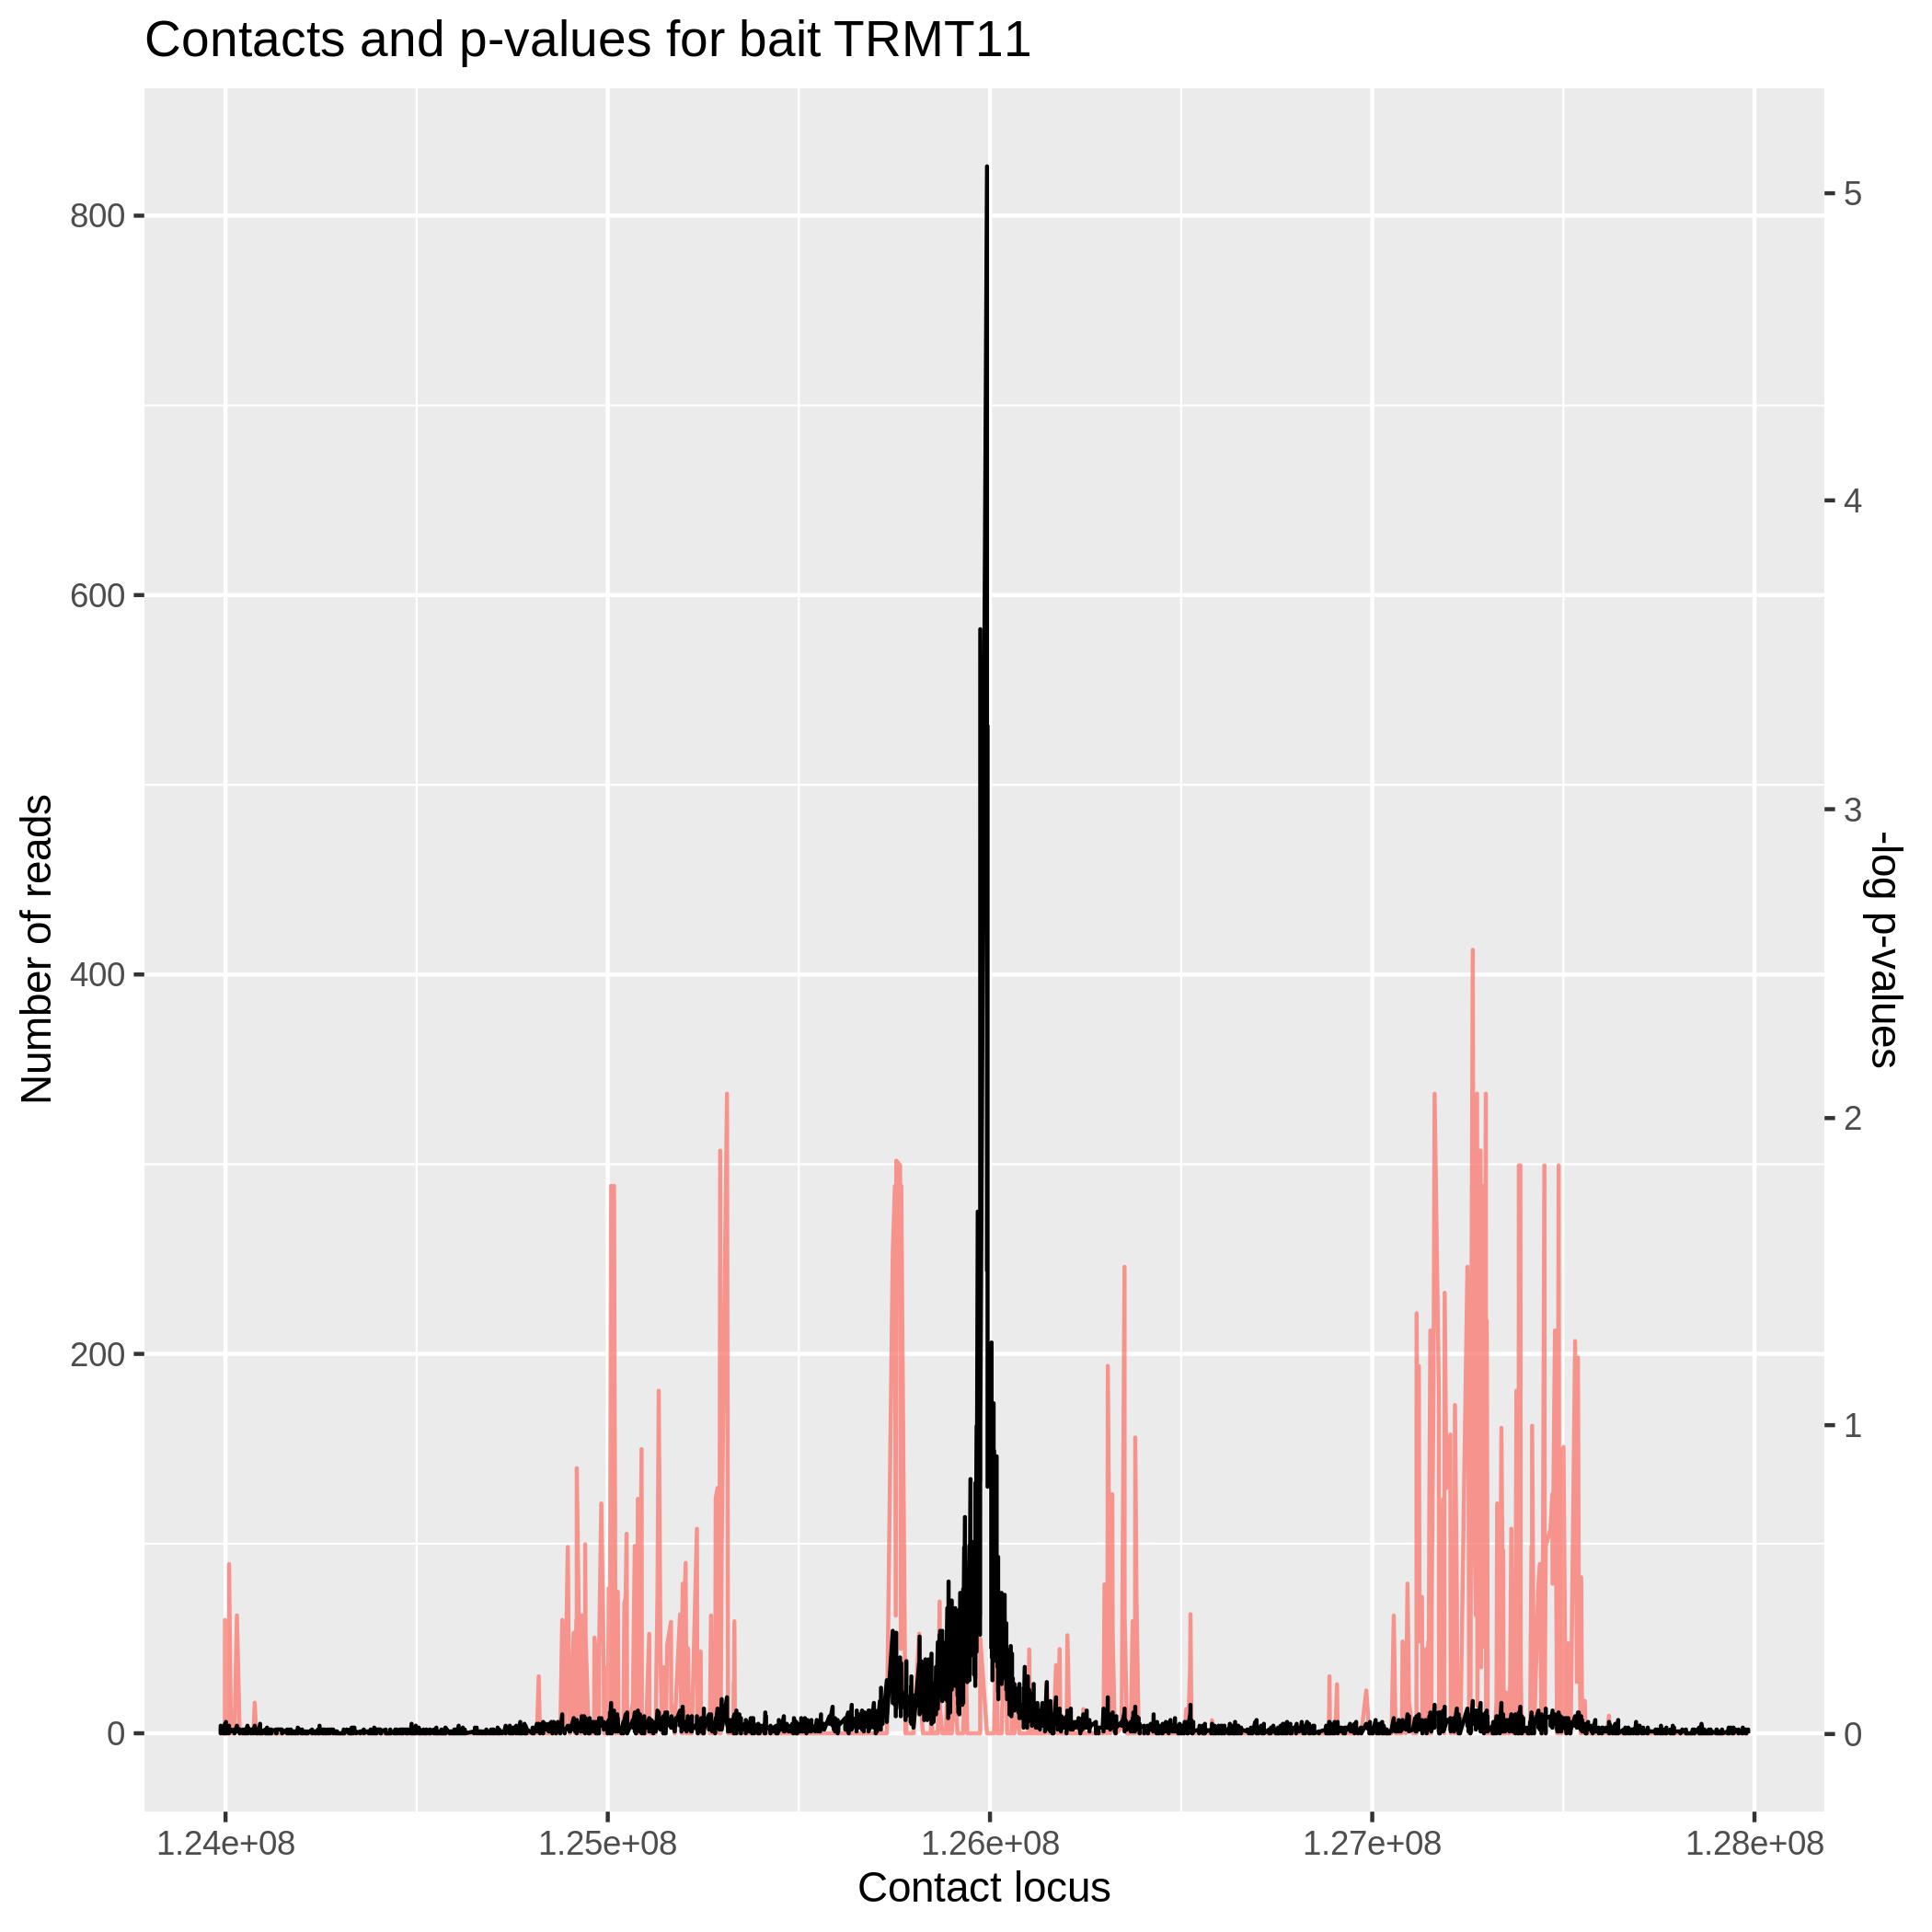 Contacts and p-values for bait TRMT11
Number of reads
800
600
400
200
0
5
4
3
2
1
0
-log p-values
1.24e+08
1.25e+08
1.26e+08
1.27e+08
1.28e+08
Contact locus